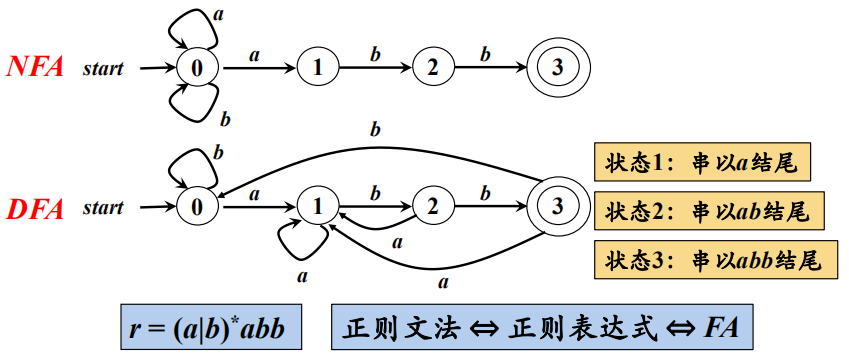 a
NFA start 0 a 1 b 2 b 3
b
b b
DFA start 0 a 1 b 2 b 3
a
a a
状态1：串以a结尾
状态2：串以ab结尾
状态3：串以abb结尾
r = (a|b)*abb
正则文法 ⇔ 正则表达式 ⇔ FA